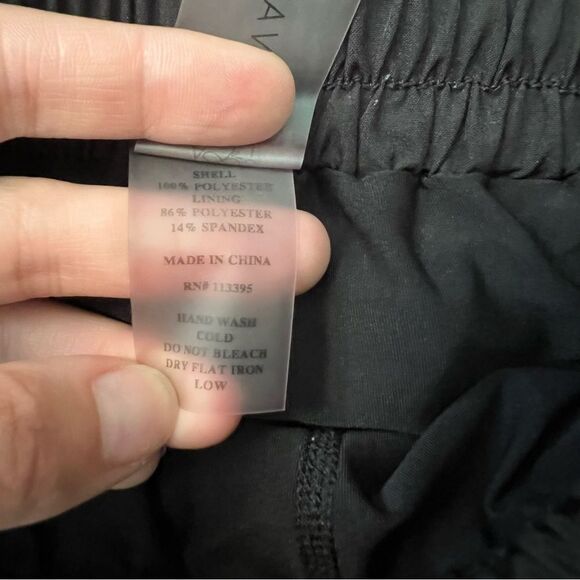 SHELL
100% POLYESTER
LINING
86% POLYESTER
14% SPANDEX
MADE IN CHINA
RN# 113395
HAND WASH
COLD
DO NOT BLEACH
DRY FLAT IRON
LOW